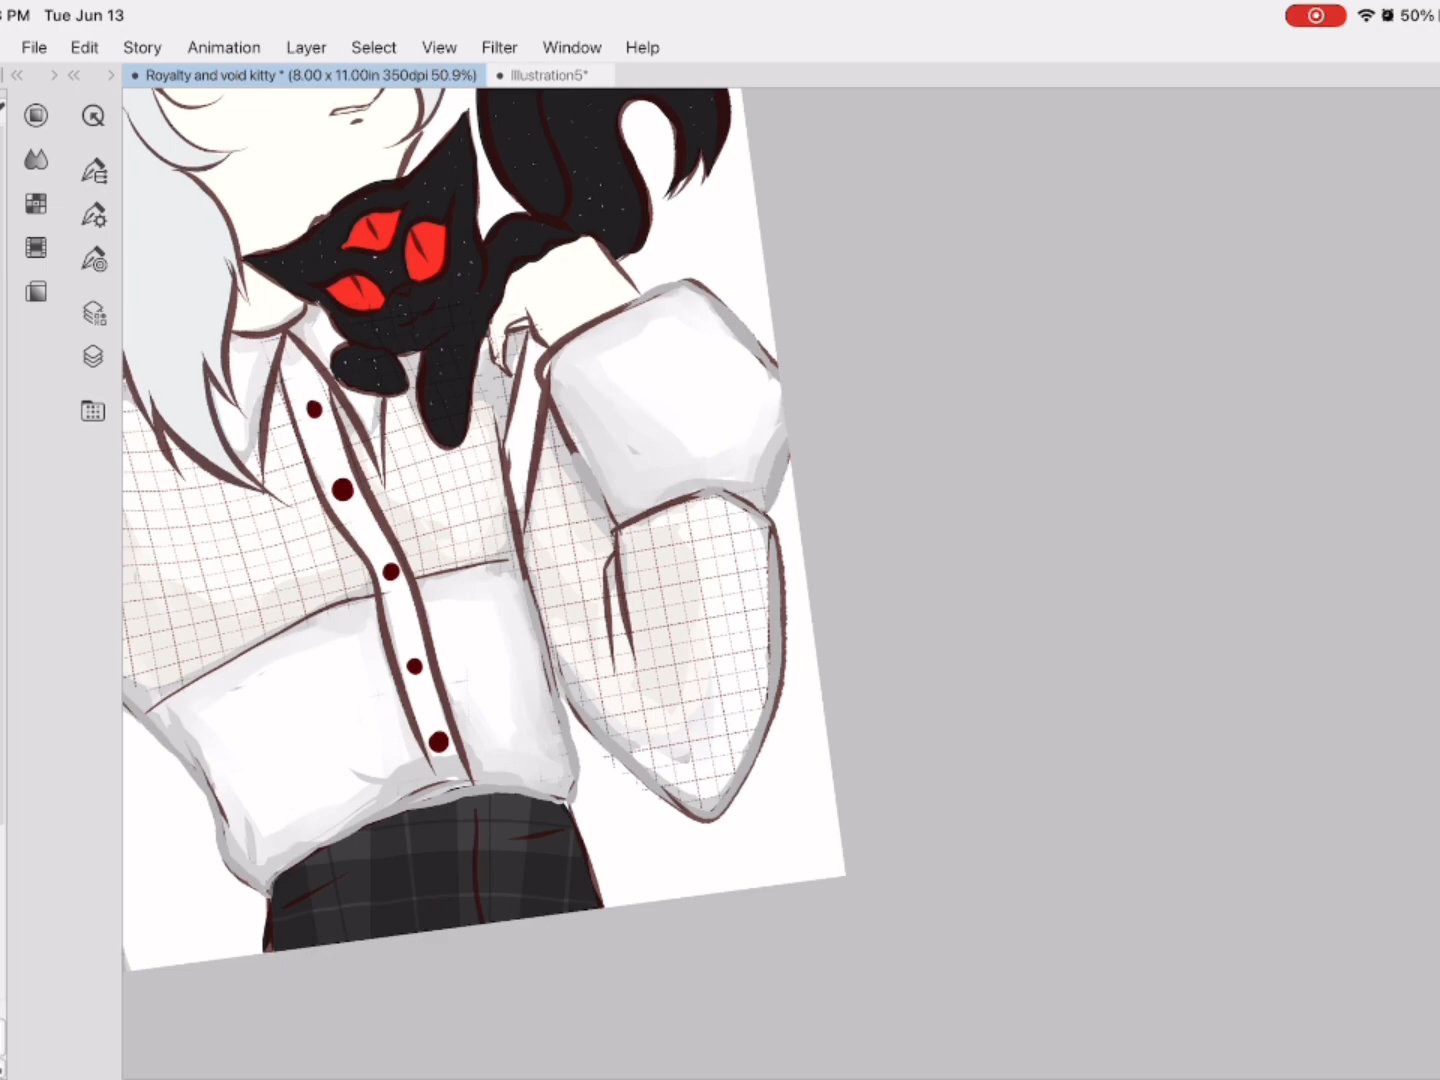 PM Tue Jun 13 50%
File Edit Story Animation Layer Select View Filter Window Help
Royalty and void kitty * (8.00 x 11.00in 350dpi 50.9%) Illustration5*